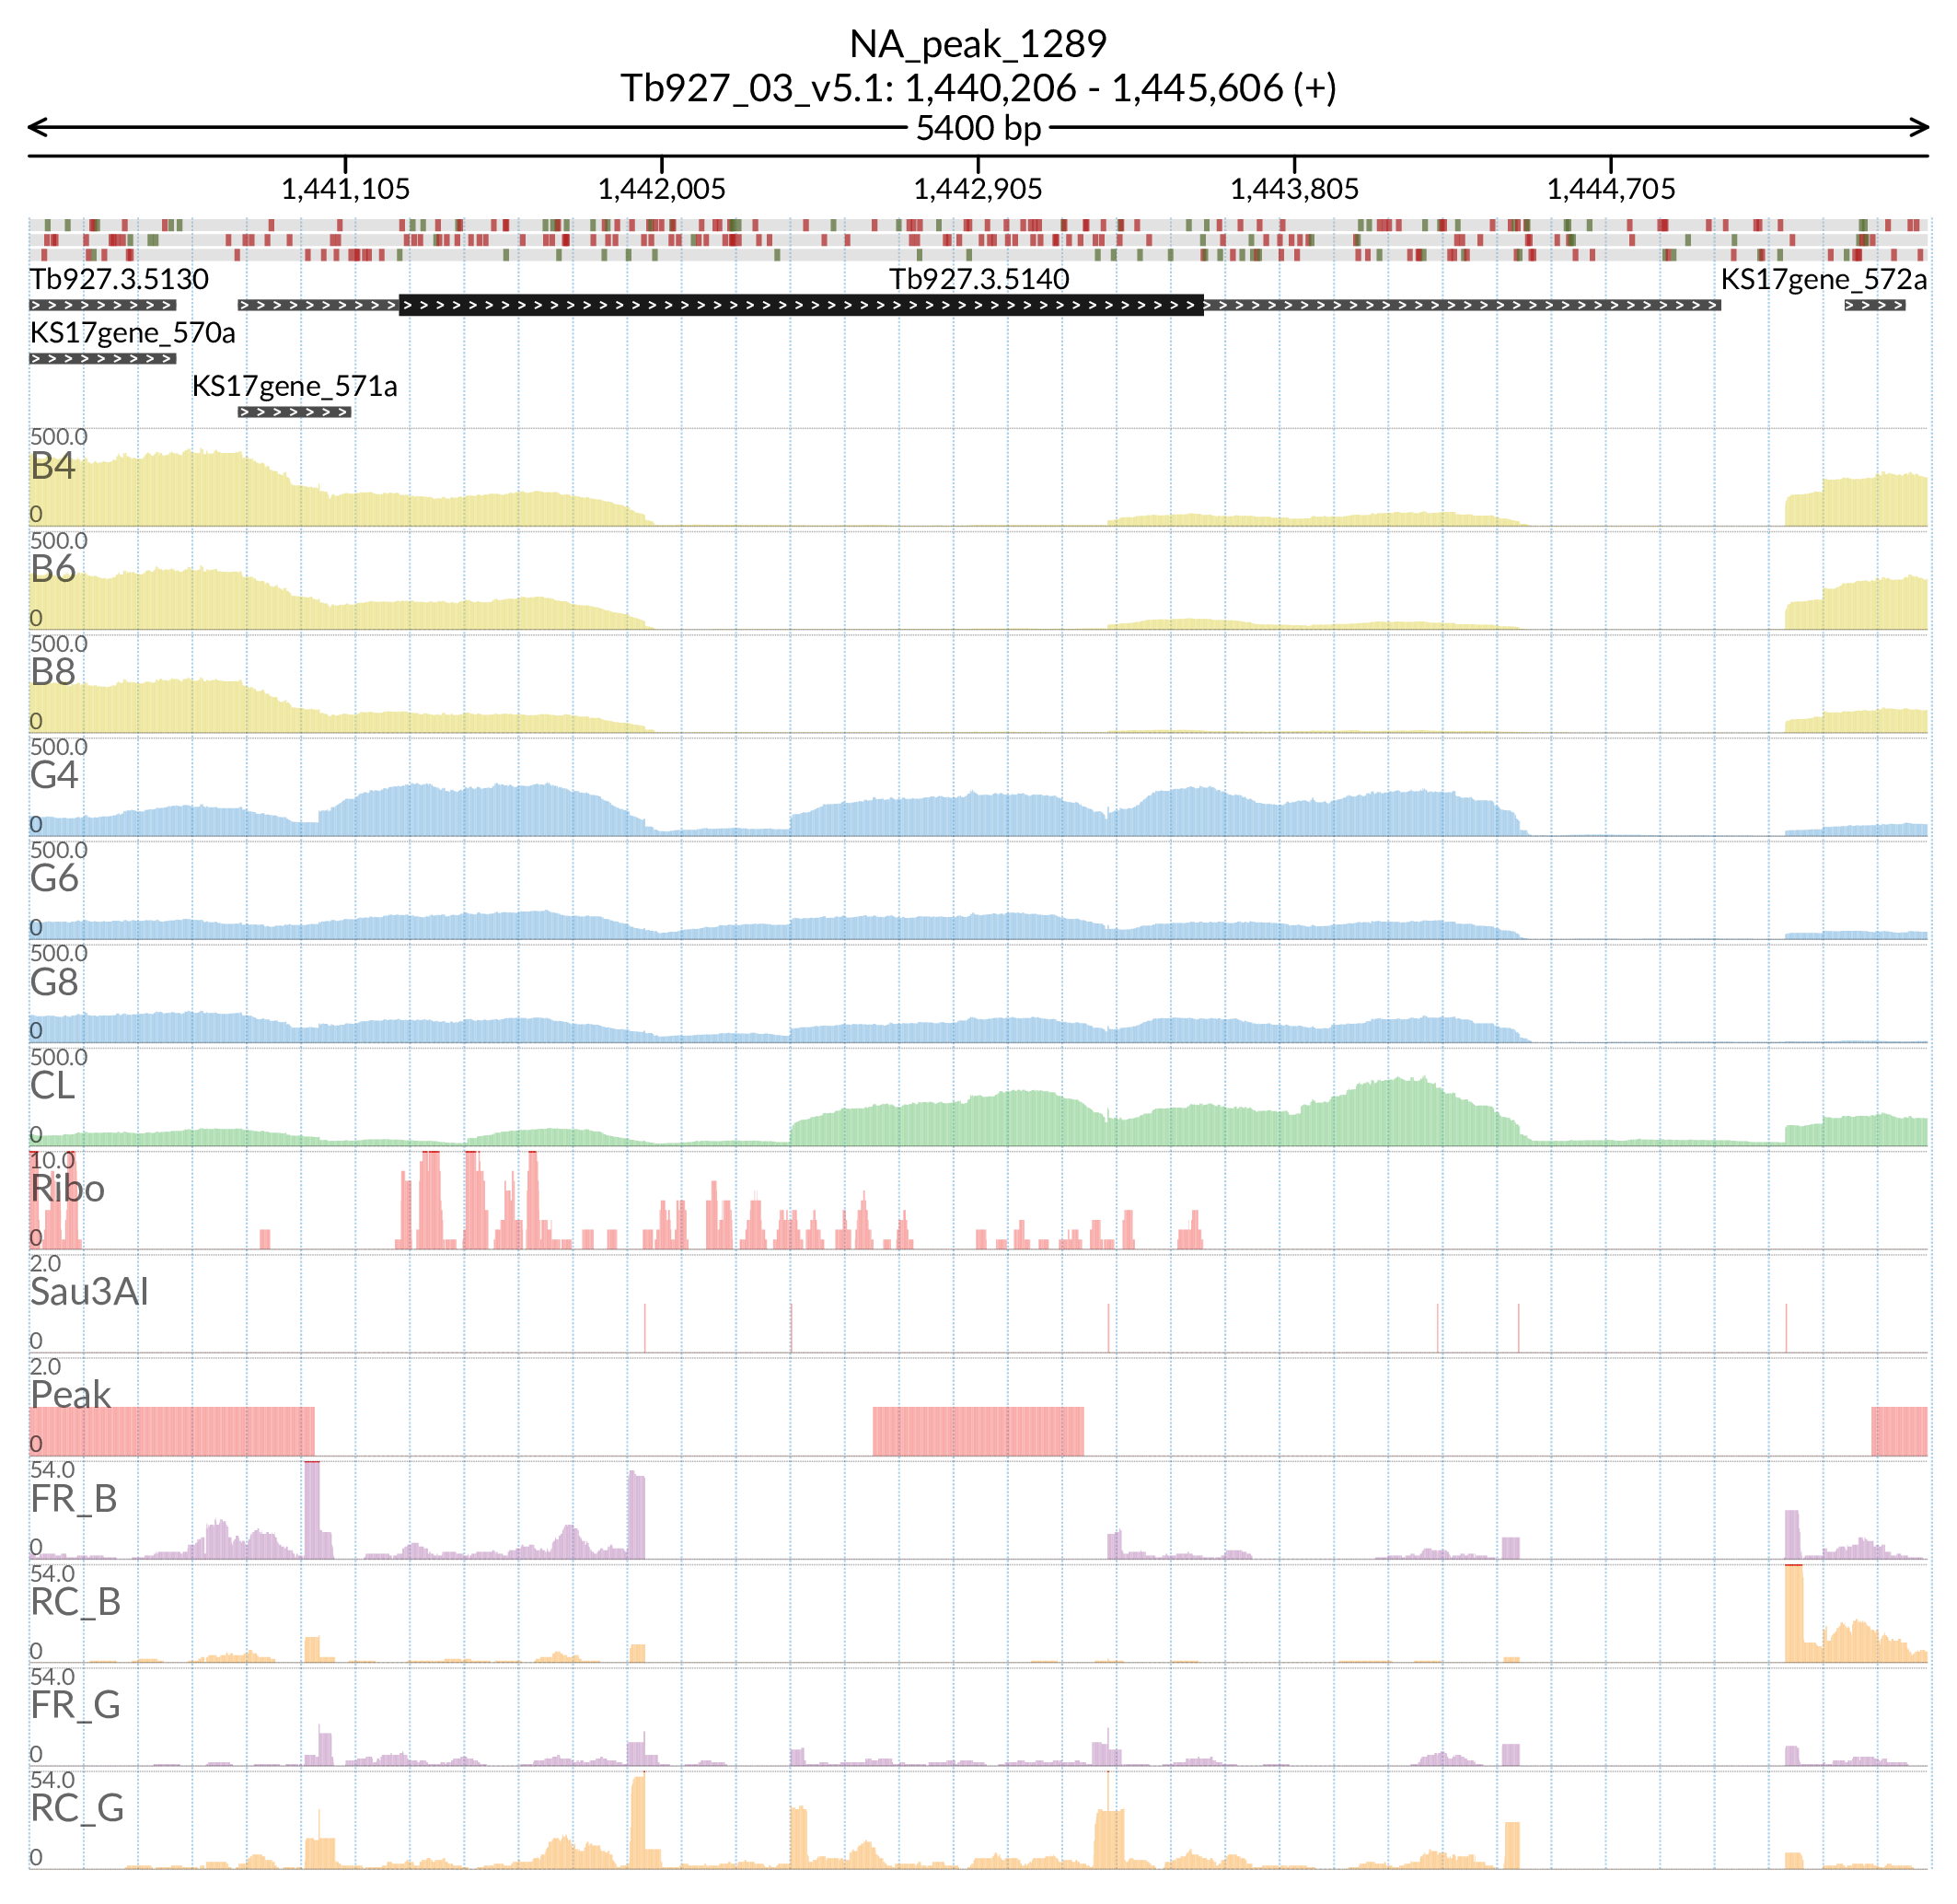 NA_peak_1289
Tb927_03_v5.1: 1,440,206 - 1,445,606 (+)
5400 bp
1,441,105 1,442,005 1,442,905 1,443,805 1,444,705
Tb927.3.5130 Tb927.3.5140 KS17gene_572a
KS17gene_570a
KS17gene_571a
500.0
B4
0
500.0
B6
0
500.0
B8
0
500.0
G4
0
500.0
G6
0
500.0
G8
0
500.0
CL
0
10.0
Ribo
0
2.0
Sau3AI
0
2.0
Peak
0
54.0
FR_B
0
54.0
RC_B
0
54.0
FR_G
0
54.0
RC_G
0